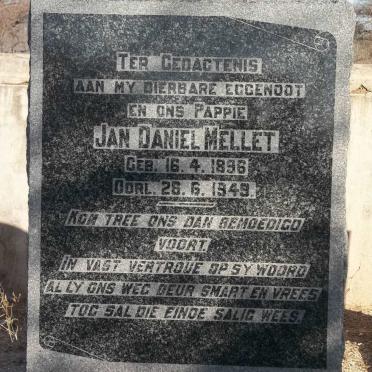 TER GEDAGTENIS
AAN MY DIERBARE EGGENOOT
EN ONS PAPPIE
JAN DANIEL MELLET
GEB. 16. 4. 1896
OORL. 26. 6. 1949.
KOM TREE ONS DAN BEMOEDIGD
VOORT
IN VAST VERTROUE OP SY WOORD
AL LY ONS WEG DEUR SMART EN VREES
TOG SAL DIE EINDE SALIG WEES.